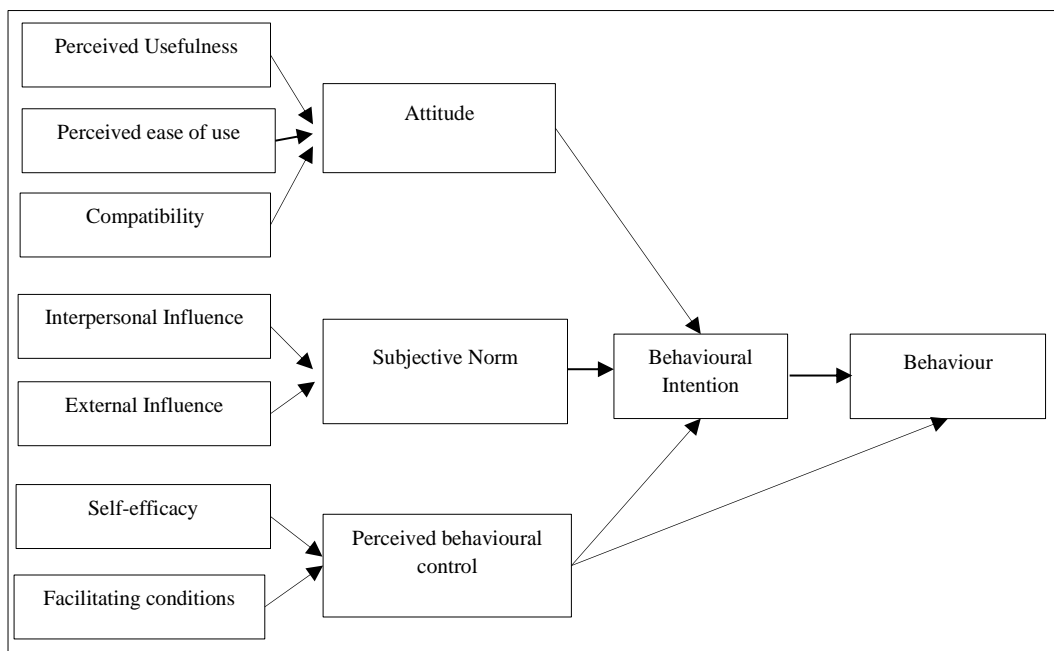 Perceived Usefulness
Perceived ease of use
Compatibility
Attitude
Interpersonal Influence
External Influence
Subjective Norm
Self-efficacy
Facilitating conditions
Perceived behavioural
control
Behavioural
Intention
Behaviour